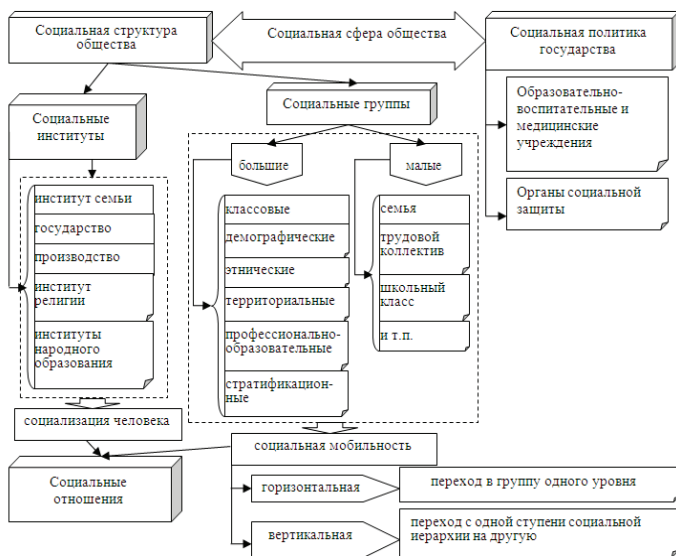 Социальная структура
общества
Социальная сфера общества
Социальная политика
государства
Социальные
институты
Социальные группы
Образовательно-
воспитательные и
медицинские
учреждения
Органы социальной
защиты
большие
малые
институт семьи
государство
производство
институт
религии
институты
народного
образования
классовые
демографические
этнические
территориальные
профессионально-
образовательные
стратификацион-
ные
семья
трудовой
коллектив
школьный
класс
и т.п.
социализация человека
социальная мобильность
Социальные
отношения
горизонтальная
переход в группу одного уровня
вертикальная
переход с одной ступени социальной
иерархии на другую